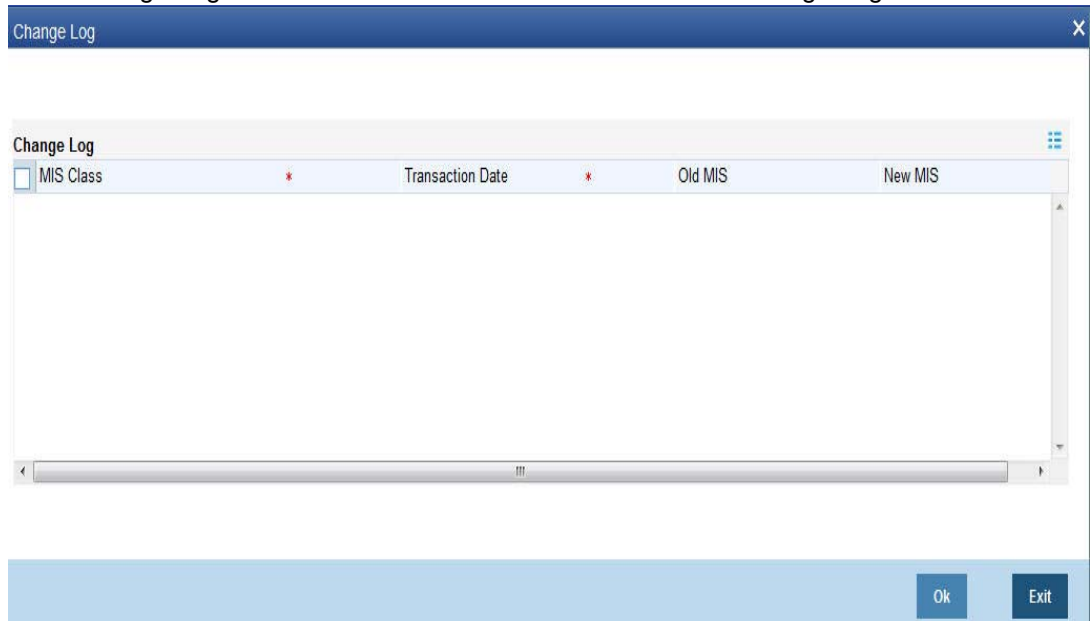 Change Log
Change Log
MIS Class * Transaction Date * Old MIS New MIS
Ok Exit